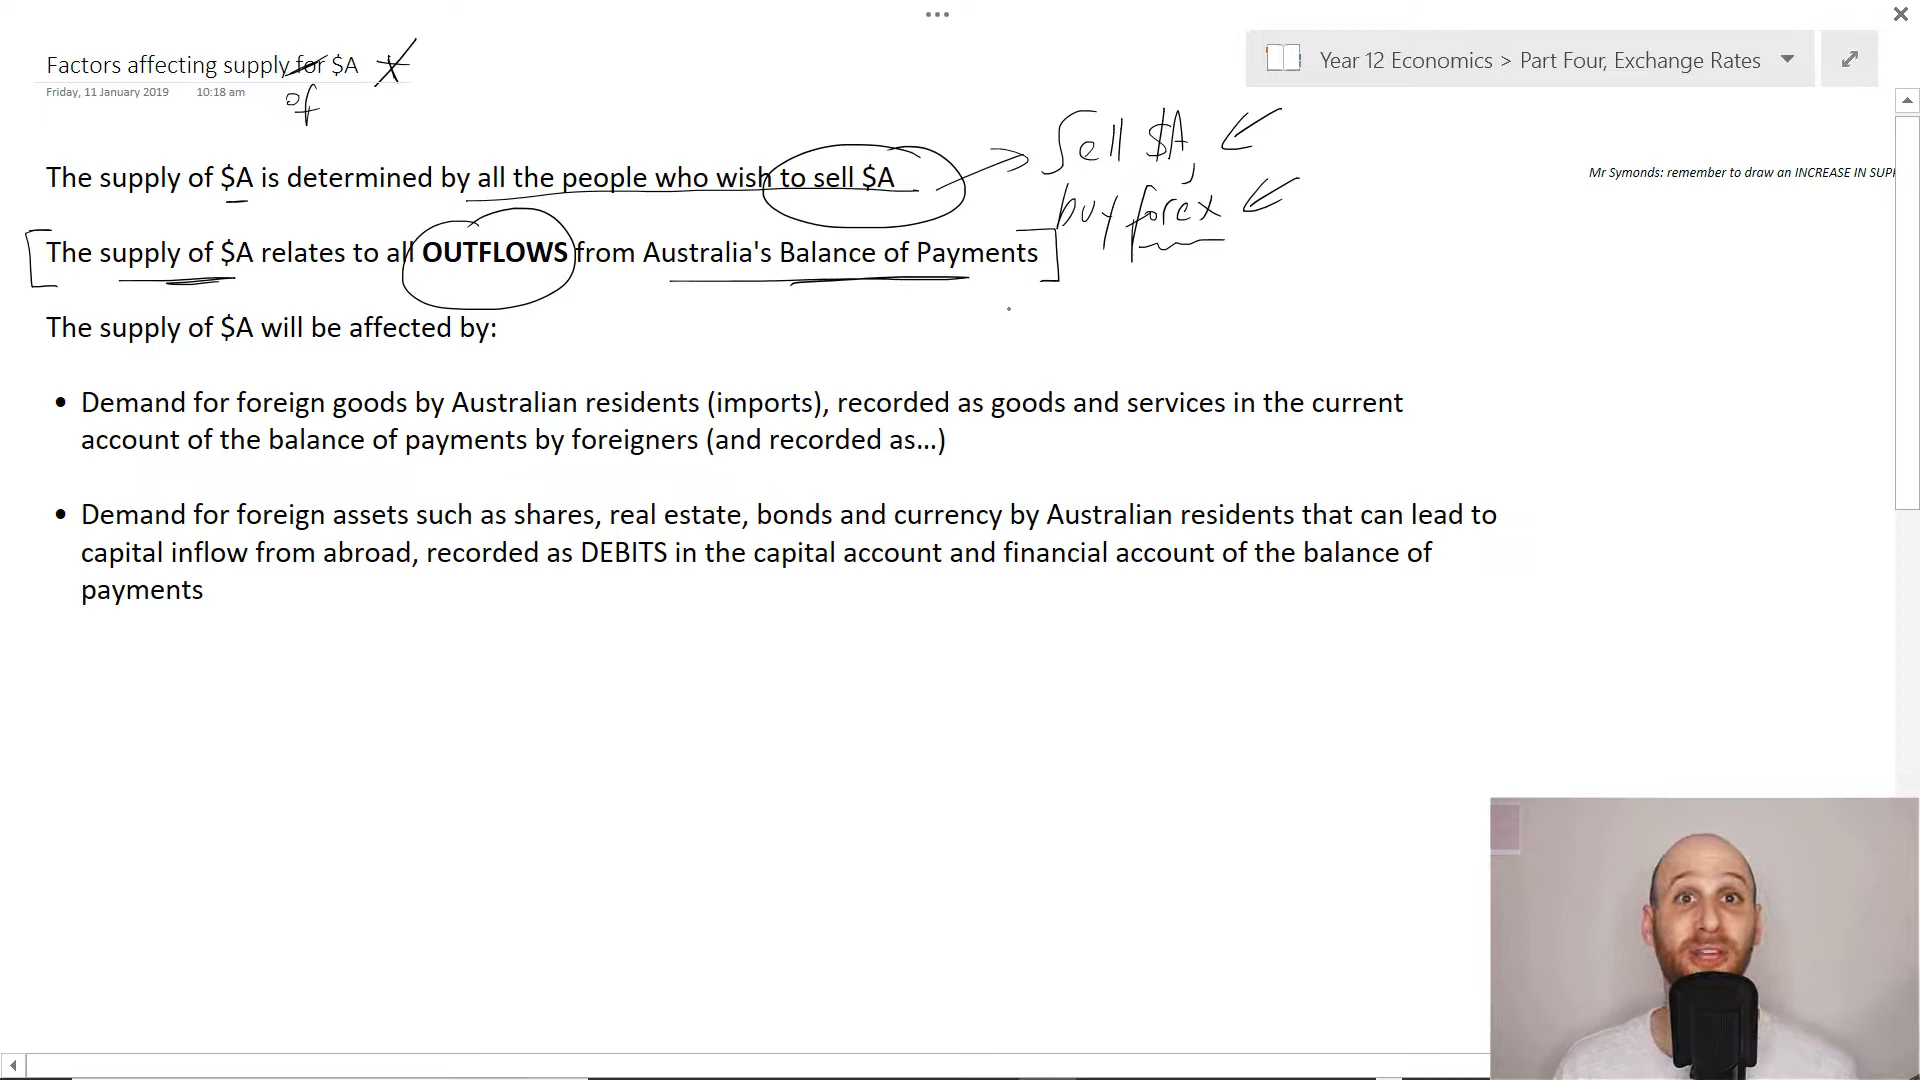 Factors affecting supply for $A
of
Friday, 11 January 2019 10:18 am
Year 12 Economics > Part Four, Exchange Rates
Mr Symonds: remember to draw an INCREASE IN SUPP
The supply of $A is determined by all the people who wish to sell $A
Sell $A,
buy forex
The supply of $A relates to all OUTFLOWS from Australia's Balance of Payments
The supply of $A will be affected by:
• Demand for foreign goods by Australian residents (imports), recorded as goods and services in the current
account of the balance of payments by foreigners (and recorded as...)
• Demand for foreign assets such as shares, real estate, bonds and currency by Australian residents that can lead to
capital inflow from abroad, recorded as DEBITS in the capital account and financial account of the balance of
payments